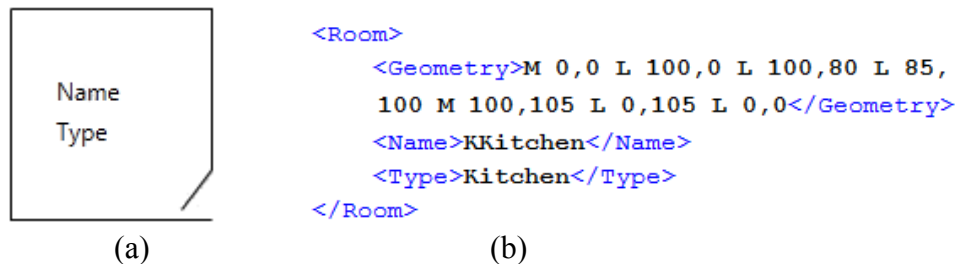 Name
Type
<Room>
<Geometry>M 0,0 L 100,0 L 100,80 L 85,
100 M 100,105 L 0,105 L 0,0</Geometry>
<Name>KKitchen</Name>
<Type>Kitchen</Type>
</Room>
(a)
(b)